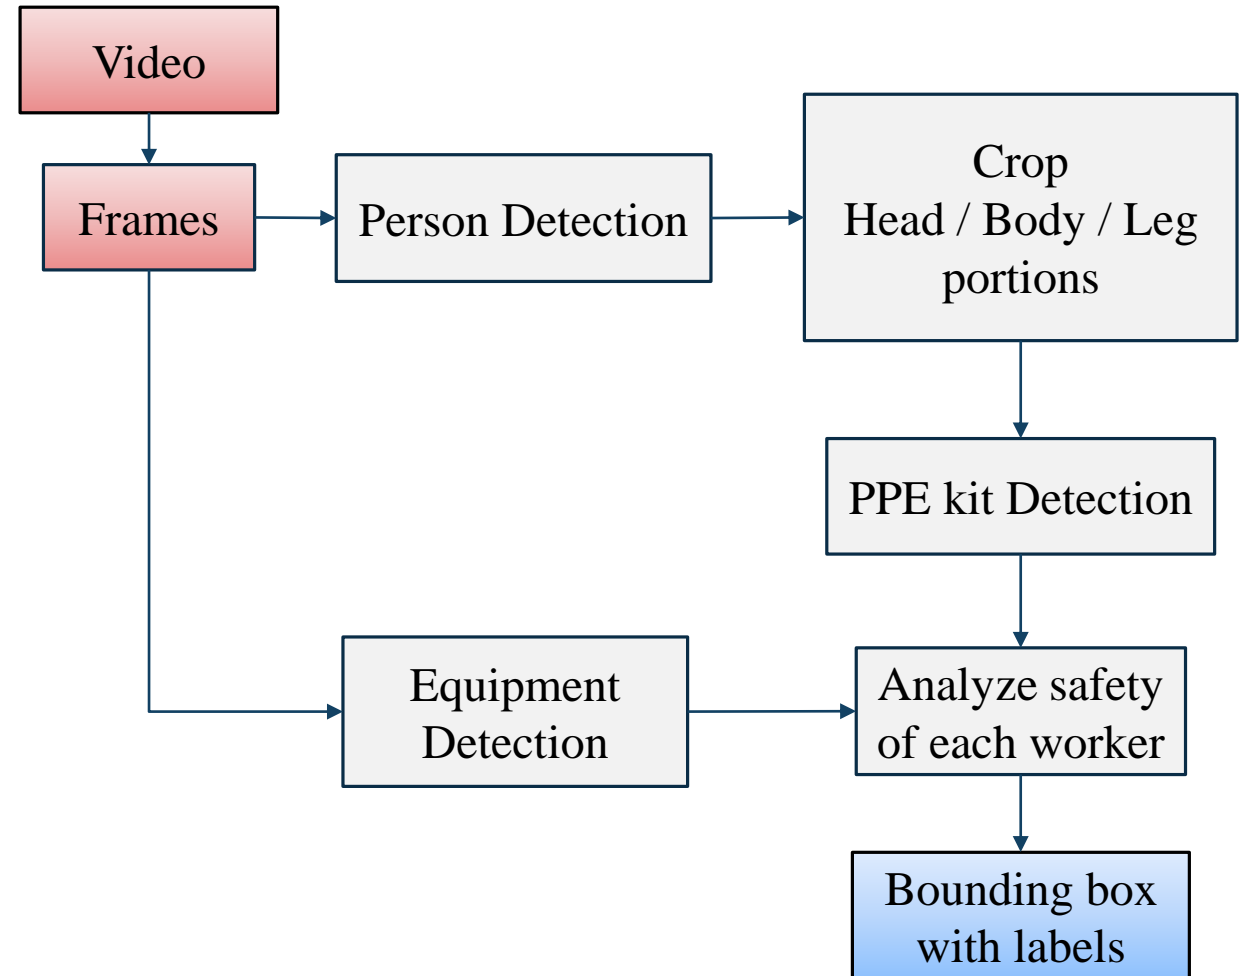 Video
Frames
Person Detection
Crop
Head / Body / Leg
portions
PPE kit Detection
Equipment
Detection
Analyze safety
of each worker
Bounding box
with labels